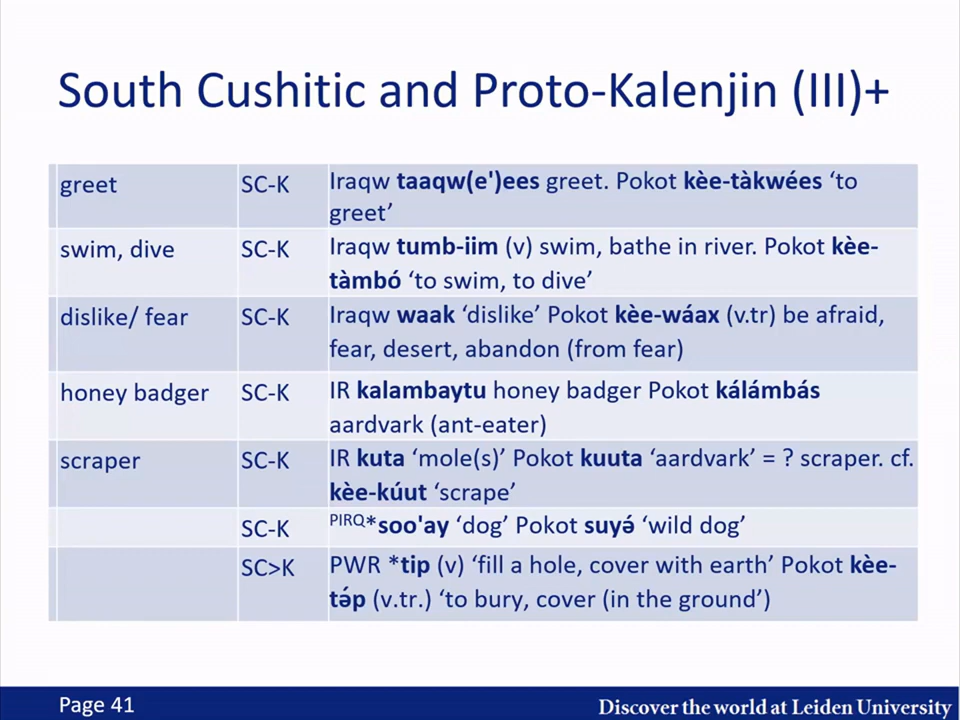 South Cushitic and Proto-Kalenjin (III)+
greet SC-K Iraqw taaqw(e')ees greet. Pokot kèe-tàkwées ‘to
greet’
swim, dive SC-K Iraqw tumb-iim (v) swim, bathe in river. Pokot kèe-
tàmbó ‘to swim, to dive’
dislike/ fear SC-K Iraqw waak ‘dislike’ Pokot kèe-wáax (v.tr) be afraid,
fear, desert, abandon (from fear)
honey badger SC-K IR kalambaytu honey badger Pokot kálámbás
aardvark (ant-eater)
scraper SC-K IR kuta ‘mole(s)’ Pokot kuuta ‘aardvark’ = ? scraper. cf.
kèe-kúut ‘scrape’
SC-K PIRQ*soo'ay ‘dog’ Pokot suyə́ ‘wild dog’
SC>K PWR *tip (v) ‘fill a hole, cover with earth’ Pokot kèe-
tə́p (v.tr.) ‘to bury, cover (in the ground’)
Page 41
Discover the world at Leiden University